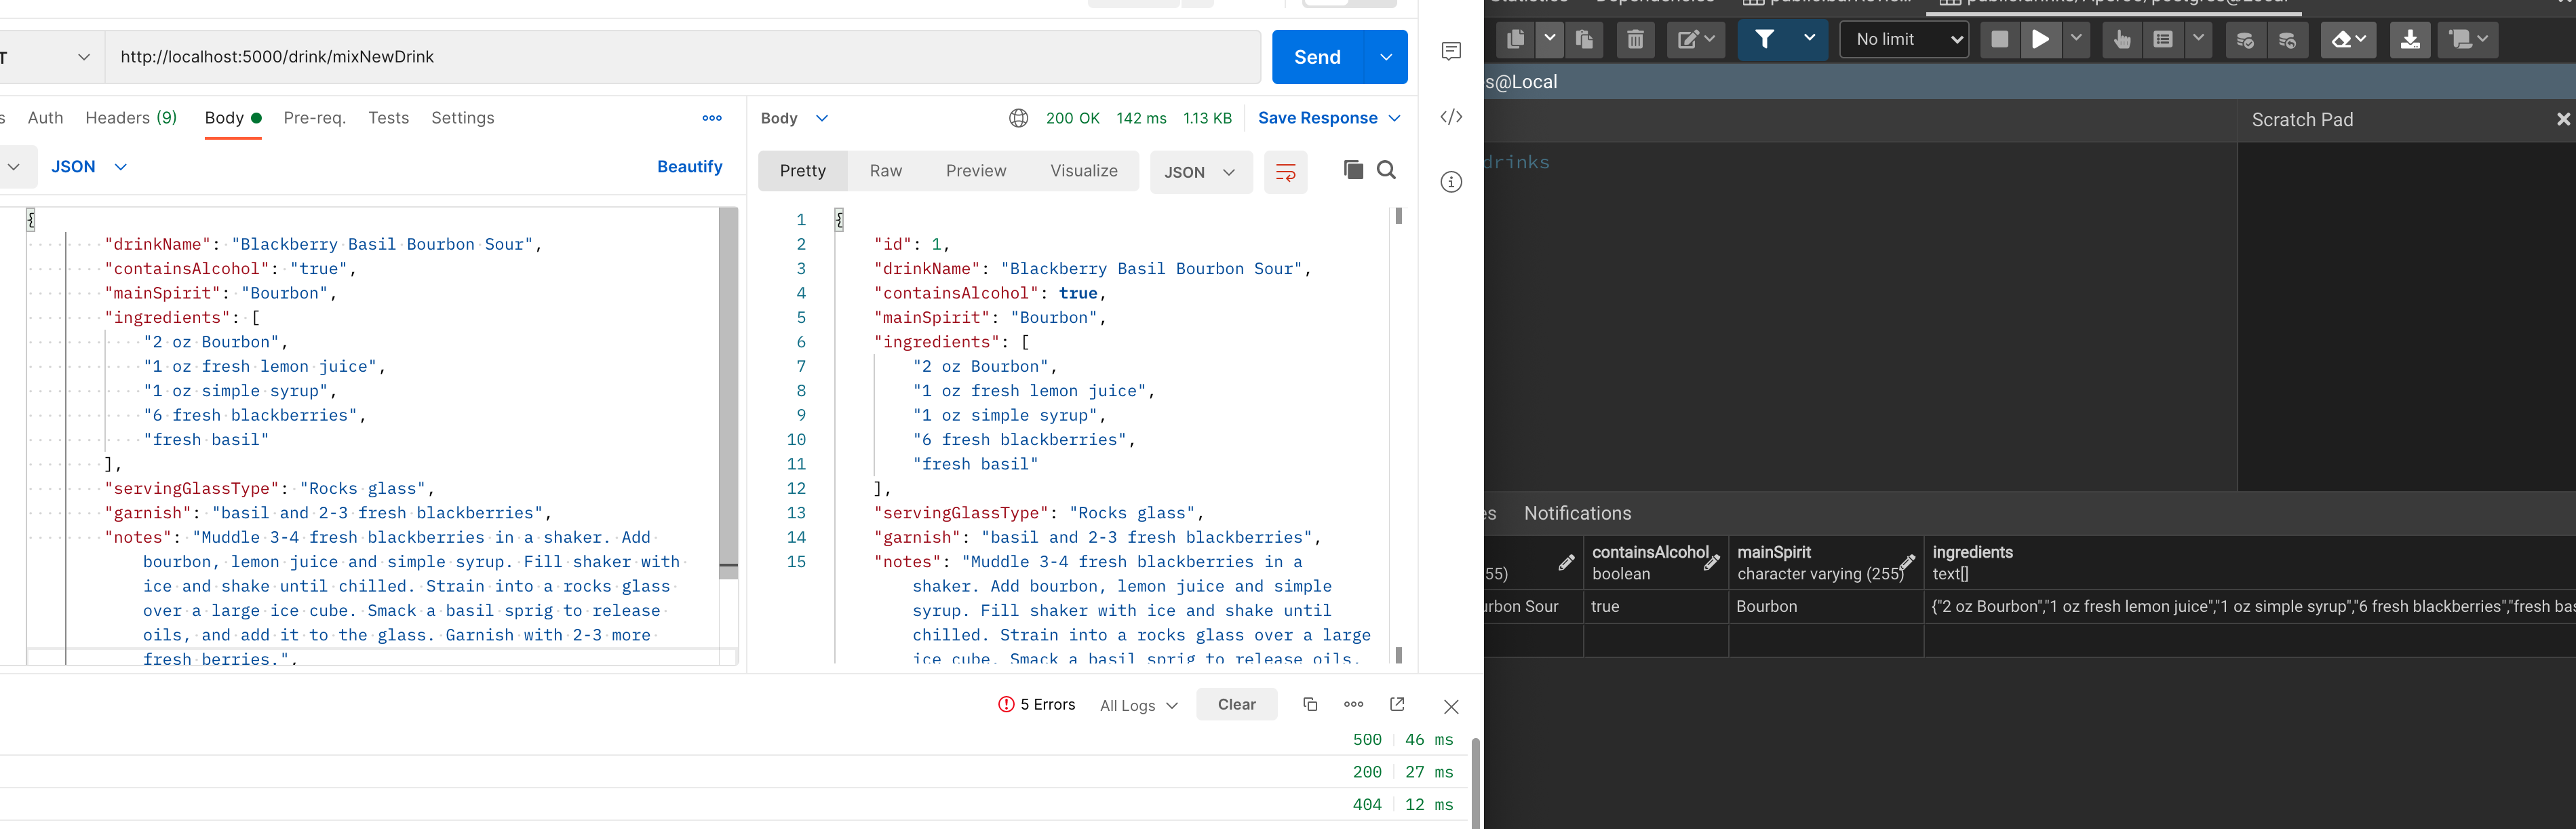 T http://localhost:5000/drink/mixNewDrink Send
s Auth Headers (9) Body Pre-req. Tests Settings
JSON Beautify
{
"drinkName": "Blackberry Basil Bourbon Sour",
"containsAlcohol": "true",
"mainSpirit": "Bourbon",
"ingredients": [
"2 oz Bourbon",
"1 oz fresh lemon juice",
"1 oz simple syrup",
"6 fresh blackberries",
"fresh basil"
],
"servingGlassType": "Rocks glass",
"garnish": "basil and 2-3 fresh blackberries",
"notes": "Muddle 3-4 fresh blackberries in a shaker. Add
bourbon, lemon juice and simple syrup. Fill shaker with
ice and shake until chilled. Strain into a rocks glass
over a large ice cube. Smack a basil sprig to release
oils, and add it to the glass. Garnish with 2-3 more
fresh berries.",
Body 200 OK 142 ms 1.13 KB Save Response
Pretty Raw Preview Visualize JSON
1 {
2 "id": 1,
3 "drinkName": "Blackberry Basil Bourbon Sour",
4 "containsAlcohol": true,
5 "mainSpirit": "Bourbon",
6 "ingredients": [
7 "2 oz Bourbon",
8 "1 oz fresh lemon juice",
9 "1 oz simple syrup",
10 "6 fresh blackberries",
11 "fresh basil"
12 ],
13 "servingGlassType": "Rocks glass",
14 "garnish": "basil and 2-3 fresh blackberries",
15 "notes": "Muddle 3-4 fresh blackberries in a
shaker. Add bourbon, lemon juice and simple
syrup. Fill shaker with ice and shake until
chilled. Strain into a rocks glass over a large
ice cube. Smack a basil sprig to release oils,
5 Errors All Logs Clear
500 46 ms
200 27 ms
404 12 ms
No limit
s@Local
Scratch Pad
drinks
es Notifications
containsAlcohol mainSpirit ingredients
55) boolean character varying (255) text[]
urbon Sour true Bourbon {"2 oz Bourbon","1 oz fresh lemon juice","1 oz simple syrup","6 fresh blackberries","fresh bas